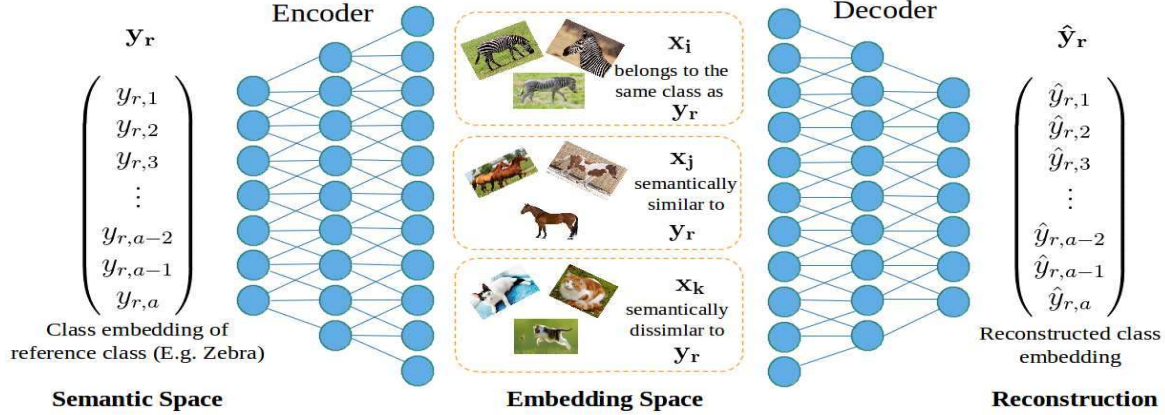 Encoder
Decoder
y_r
ŷ_r
y_{r,1}
y_{r,2}
y_{r,3}
⋮
y_{r,a−2}
y_{r,a−1}
y_{r,a}
Class embedding of
reference class (E.g. Zebra)
Semantic Space
x_i
belongs to the
same class as
y_r
x_j
semantically
similar to
y_r
x_k
semantically
dissimlar to
y_r
Embedding Space
ŷ_{r,1}
ŷ_{r,2}
ŷ_{r,3}
⋮
ŷ_{r,a−2}
ŷ_{r,a−1}
ŷ_{r,a}
Reconstructed class
embedding
Reconstruction